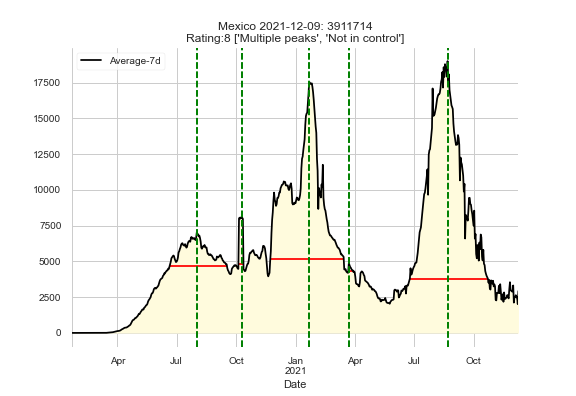 Mexico 2021-12-09: 3911714
Rating:8 ['Multiple peaks', 'Not in control']
Average-7d
17500
15000
12500
10000
7500
5000
2500
0
Apr Jul Oct Jan Apr Jul Oct
2021
Date